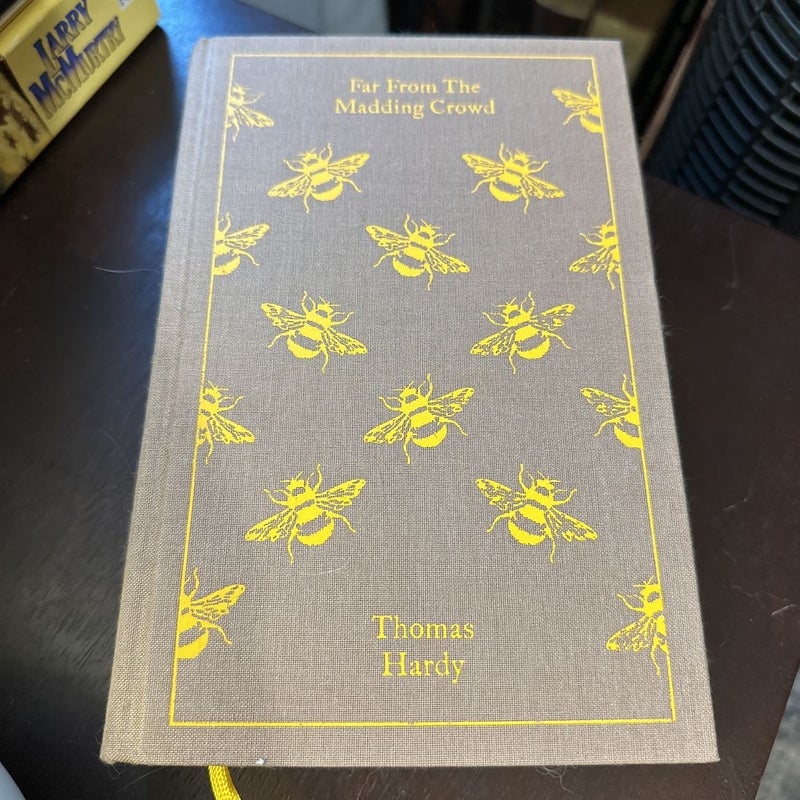 LARRY
McMURTRY
Far From The
Madding Crowd
Thomas
Hardy